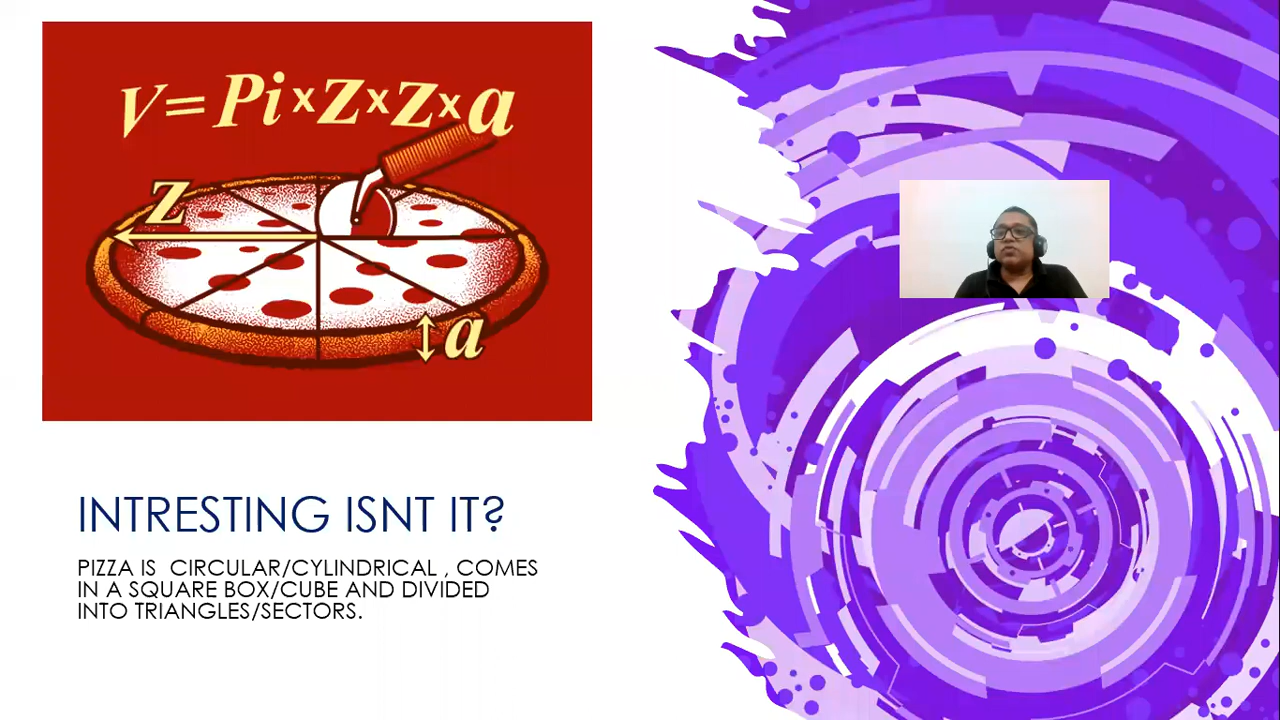 V=Pi×Z×Z×a
Z
a
INTRESTING ISNT IT?
PIZZA IS CIRCULAR/CYLINDRICAL , COMES
IN A SQUARE BOX/CUBE AND DIVIDED
INTO TRIANGLES/SECTORS.